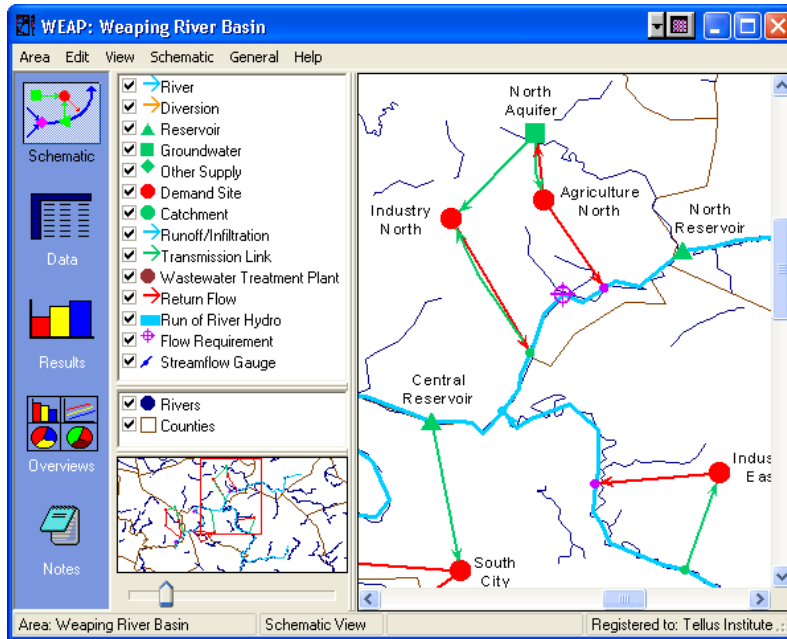 WEAP: Weaping River Basin
Area Edit View Schematic General Help
Schematic
Data
Results
Overviews
Notes
River
Diversion
Reservoir
Groundwater
Other Supply
Demand Site
Catchment
Runoff/Infiltration
Transmission Link
Wastewater Treatment Plant
Return Flow
Run of River Hydro
Flow Requirement
Streamflow Gauge
Rivers
Counties
North
Aquifer
Agriculture
North
Industry
North
North
Reservoir
Central
Reservoir
Indus
Eas
South
City
Area: Weaping River Basin
Schematic View
Registered to: Tellus Institute